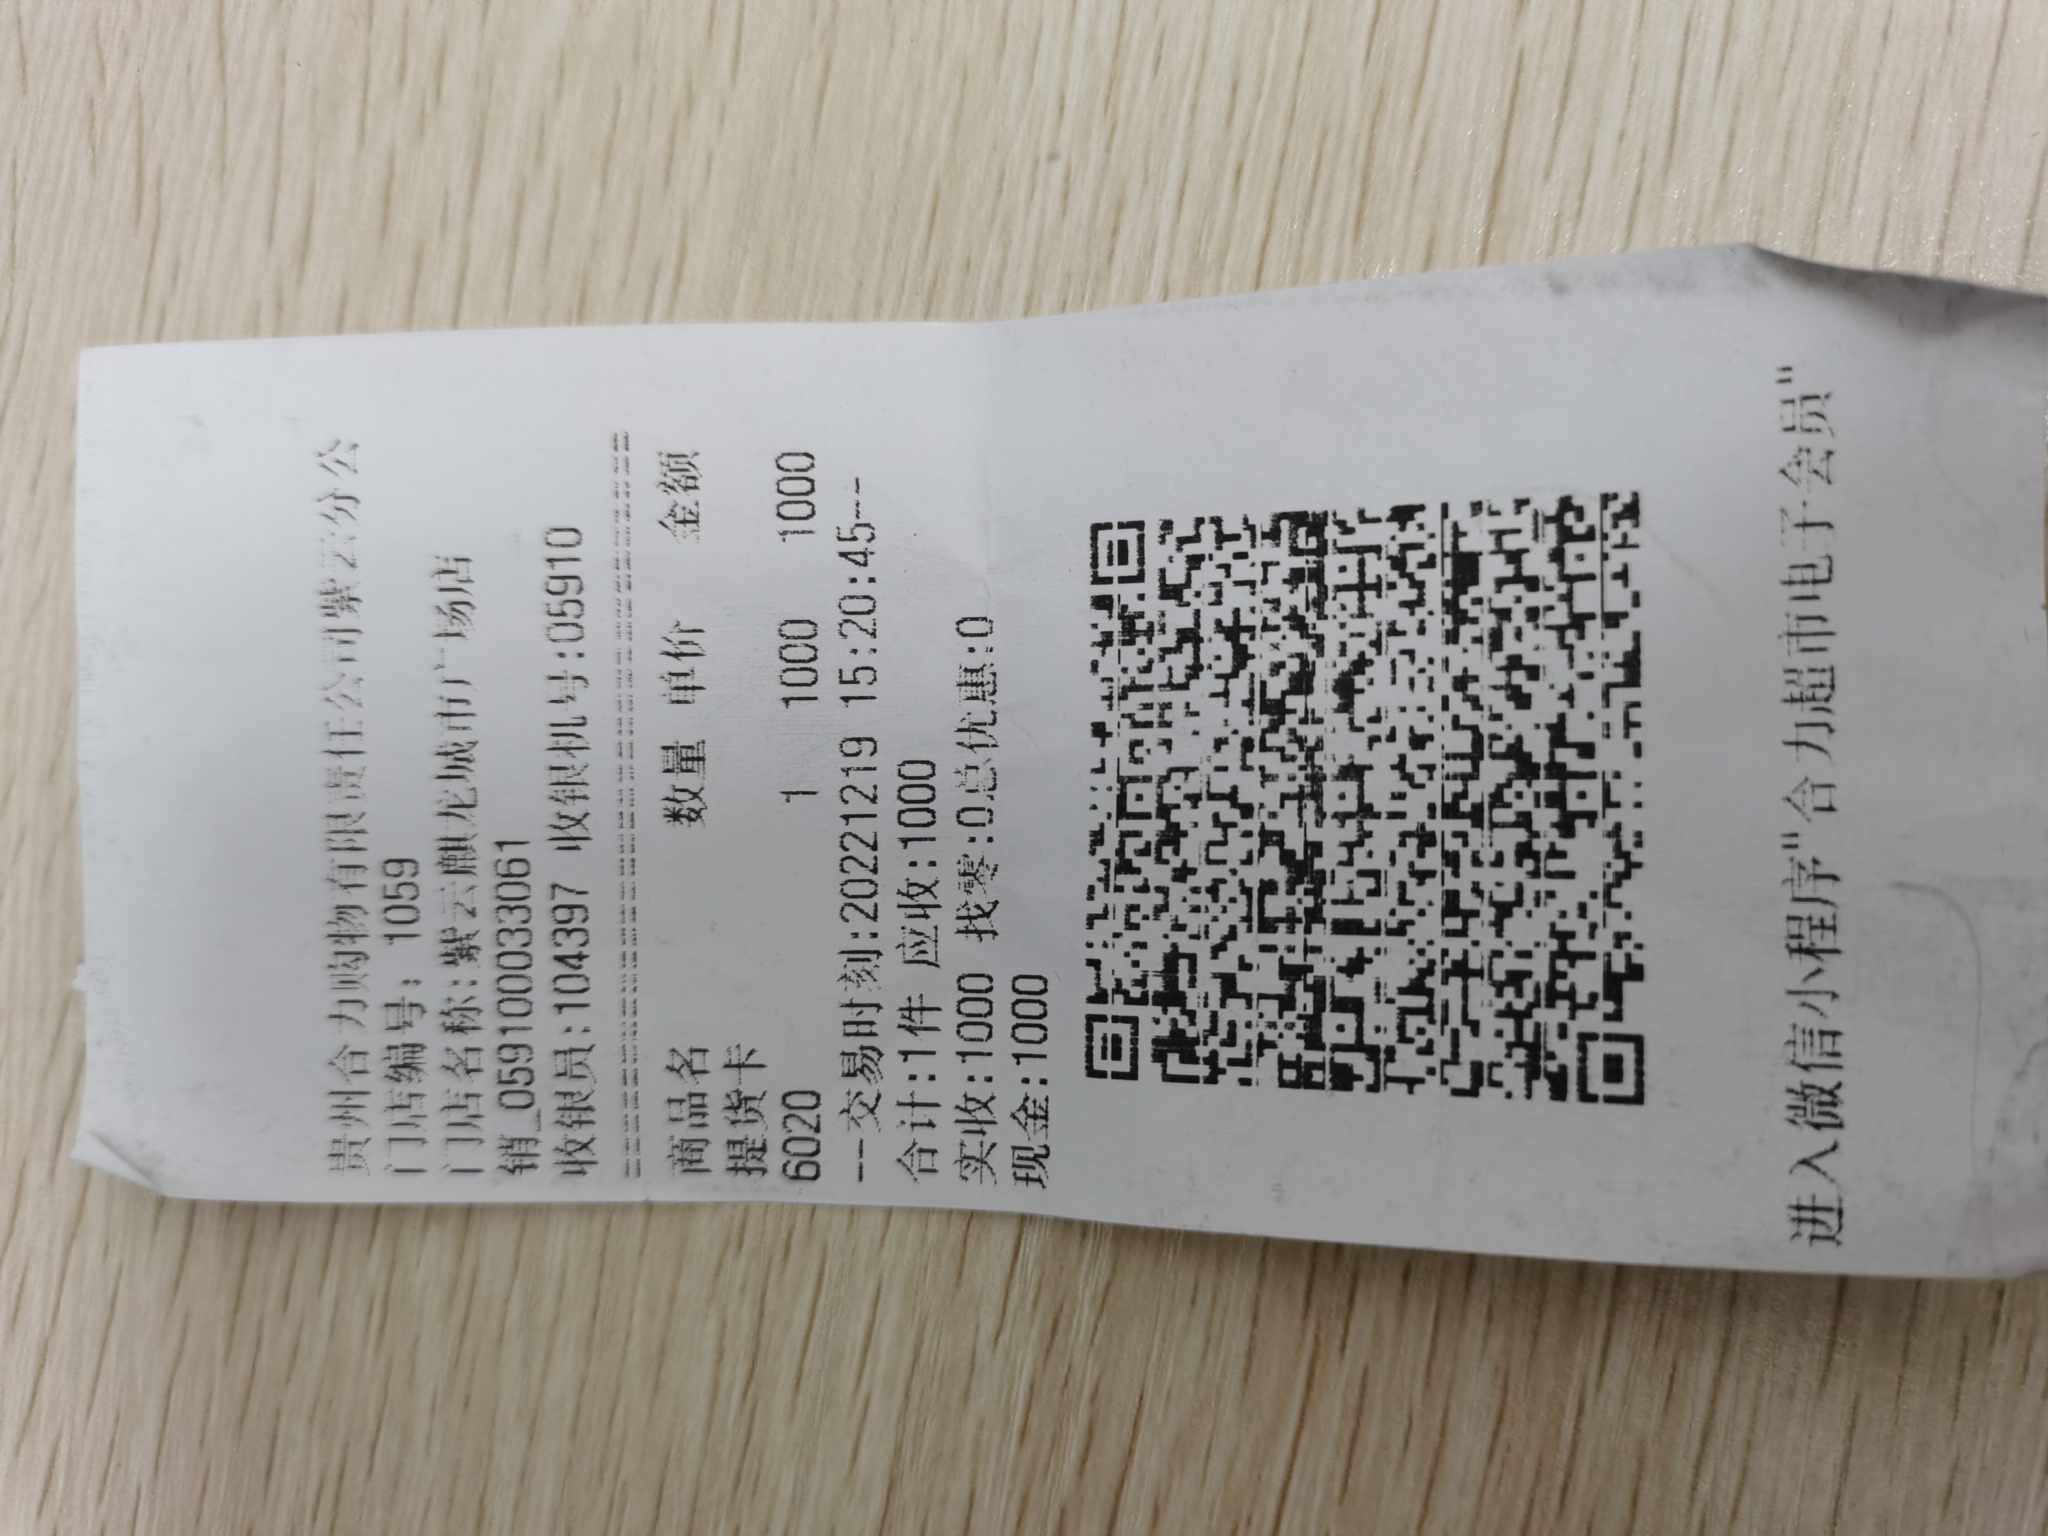 贵州合力购物有限责任公司紫云分公
门店编号: 1059
门店名称:紫云麒龙城市广场店
销_059100033061
收银员:104397 收银机号:05910
商品名 数量 单价 金额
提货卡
6020 1 1000 1000
--交易时刻:20221219 15:20:45--
合计:1件 应收:1000
实收:1000 找零:0总优惠:0
现金:1000
进入微信小程序"合力超市电子会员"